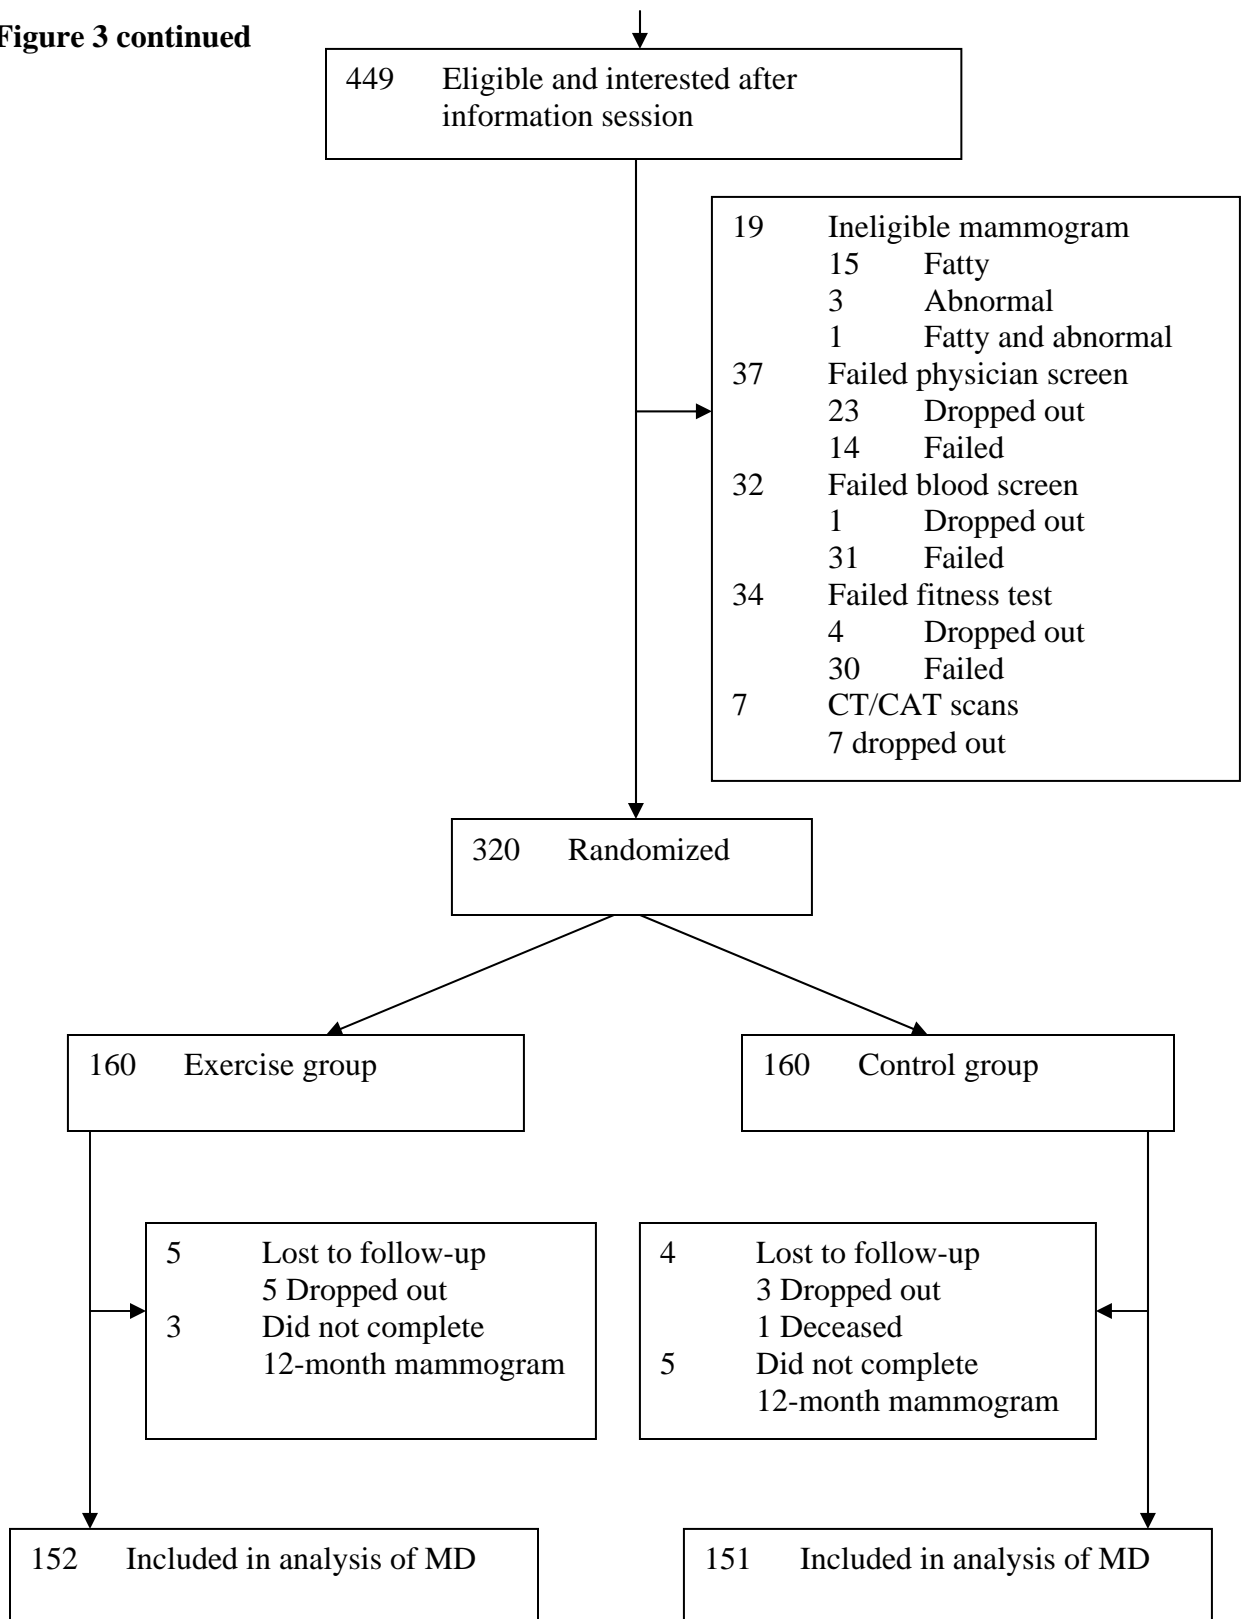 Figure 3 continued
449 Eligible and interested after
information session
19 Ineligible mammogram
15 Fatty
3 Abnormal
1 Fatty and abnormal
37 Failed physician screen
23 Dropped out
14 Failed
32 Failed blood screen
1 Dropped out
31 Failed
34 Failed fitness test
4 Dropped out
30 Failed
7 CT/CAT scans
7 dropped out
320 Randomized
160 Exercise group
160 Control group
5 Lost to follow-up
5 Dropped out
3 Did not complete
12-month mammogram
4 Lost to follow-up
3 Dropped out
1 Deceased
5 Did not complete
12-month mammogram
152 Included in analysis of MD
151 Included in analysis of MD